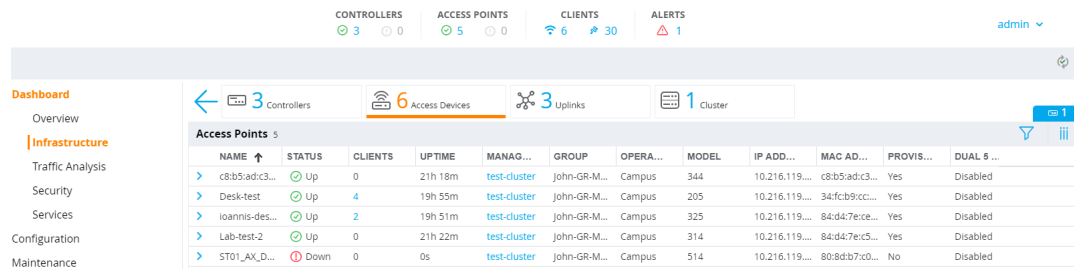 CONTROLLERS ACCESS POINTS CLIENTS ALERTS
3 0 5 0 6 30 1 admin
Dashboard
Overview
Infrastructure
Traffic Analysis
Security
Services
Configuration
Maintenance
3 Controllers 6 Access Devices 3 Uplinks 1 Cluster
1
Access Points 5
NAME STATUS CLIENTS UPTIME MANAG... GROUP OPERA... MODEL IP ADD... MAC AD... PROVIS... DUAL 5 ...
c8:b5:ad:c3... Up 0 21h 18m test-cluster John-GR-M... Campus 344 10.216.119.... c8:b5:ad:c3... Yes Disabled
Desk-test Up 4 19h 55m test-cluster John-GR-M... Campus 205 10.216.119.... 34:fc:b9:cc:... Yes Disabled
ioannis-des... Up 2 19h 51m test-cluster John-GR-M... Campus 325 10.216.119.... 84:d4:7e:ce... Yes Disabled
Lab-test-2 Up 0 21h 22m test-cluster John-GR-M... Campus 314 10.216.119.... 84:d4:7e:c5... Yes Disabled
ST01_AX_D... Down 0 0s test-cluster John-GR-M... Campus 514 10.216.119.... 80:8d:b7:c0... No Disabled